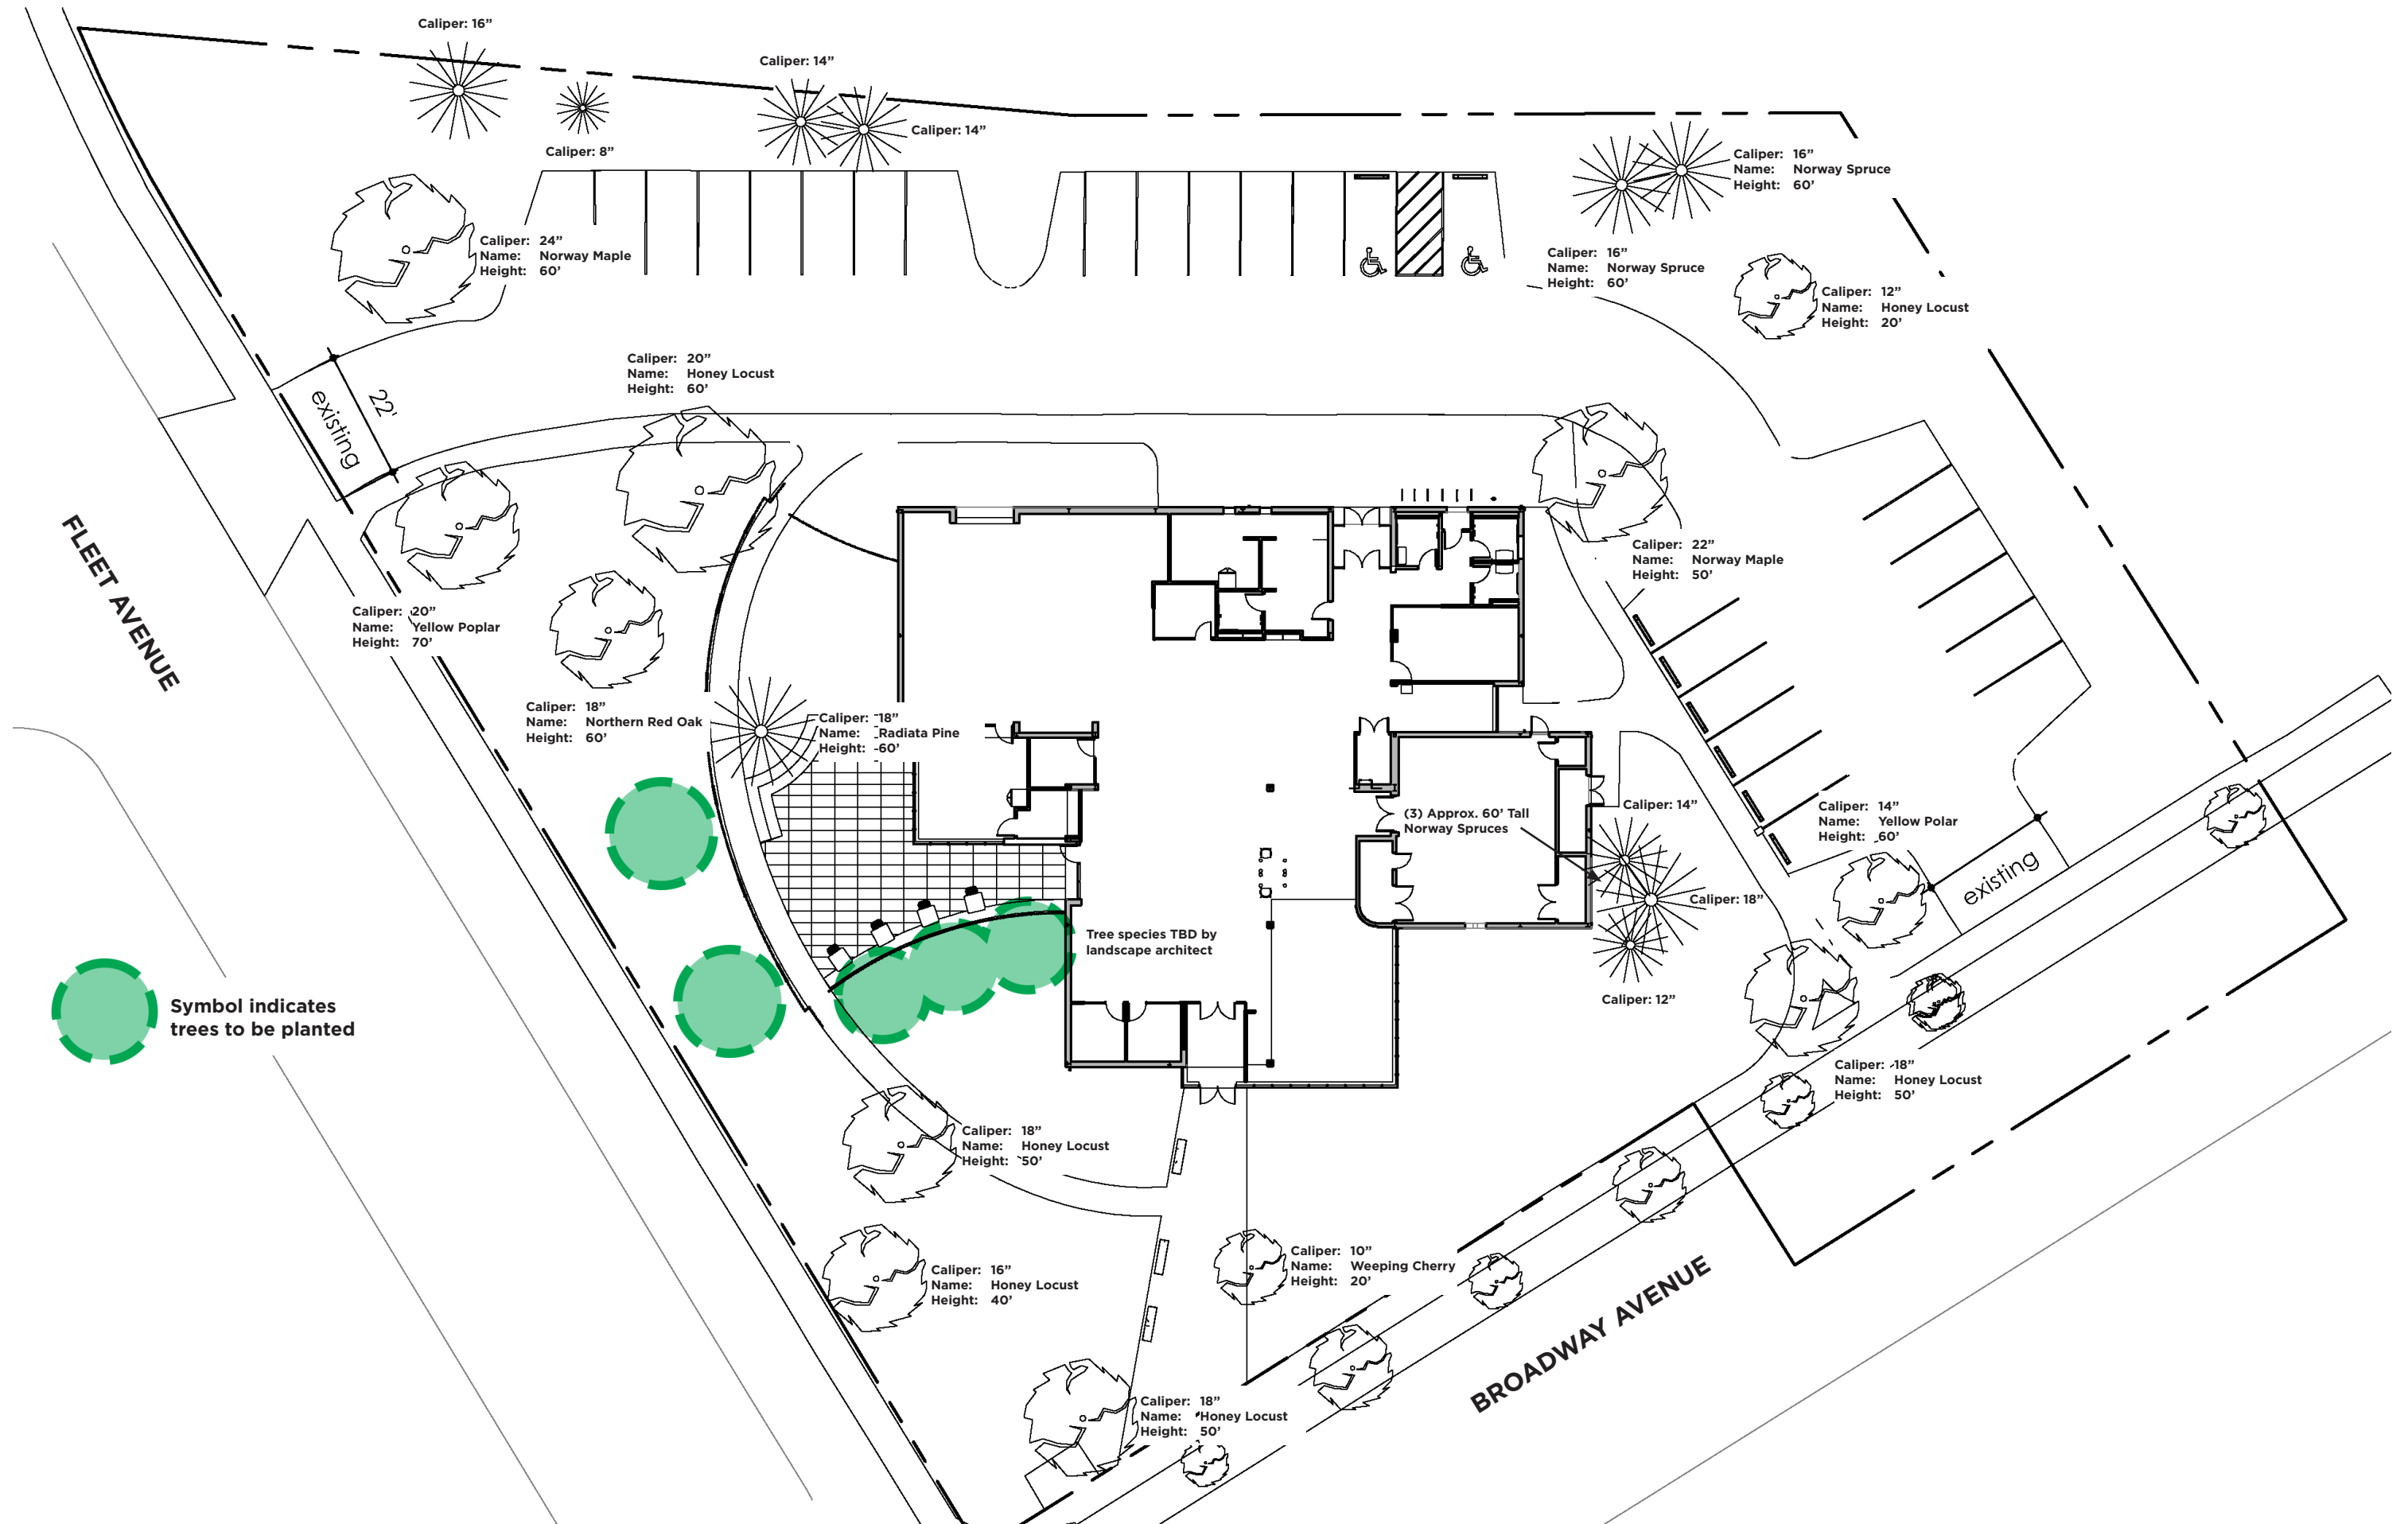 Caliper: 16”
Caliper: 14”
Caliper: 14”
Caliper: 8”
Caliper: 16”
Name: Norway Spruce
Height: 60’
Caliper: 24”
Name: Norway Maple
Height: 60’
Caliper: 16”
Name: Norway Spruce
Height: 60’
Caliper: 12”
Name: Honey Locust
Height: 20’
Caliper: 20”
Name: Honey Locust
Height: 60’
existing
22'
FLEET AVENUE
Caliper: 22”
Name: Norway Maple
Height: 50’
Caliper: 20”
Name: Yellow Poplar
Height: 70’
Caliper: 18”
Name: Northern Red Oak
Height: 60’
Caliper: 18”
Name: Radiata Pine
Height: 60’
(3) Approx. 60’ Tall
Norway Spruces
Caliper: 14”
Caliper: 14”
Name: Yellow Polar
Height: 60’
existing
Caliper: 18”
Tree species TBD by
landscape architect
Caliper: 12”
Symbol indicates
trees to be planted
Caliper: 18”
Name: Honey Locust
Height: 50’
Caliper: 18”
Name: Honey Locust
Height: 50’
Caliper: 10”
Name: Weeping Cherry
Height: 20’
Caliper: 16”
Name: Honey Locust
Height: 40’
BROADWAY AVENUE
Caliper: 18”
Name: Honey Locust
Height: 50’